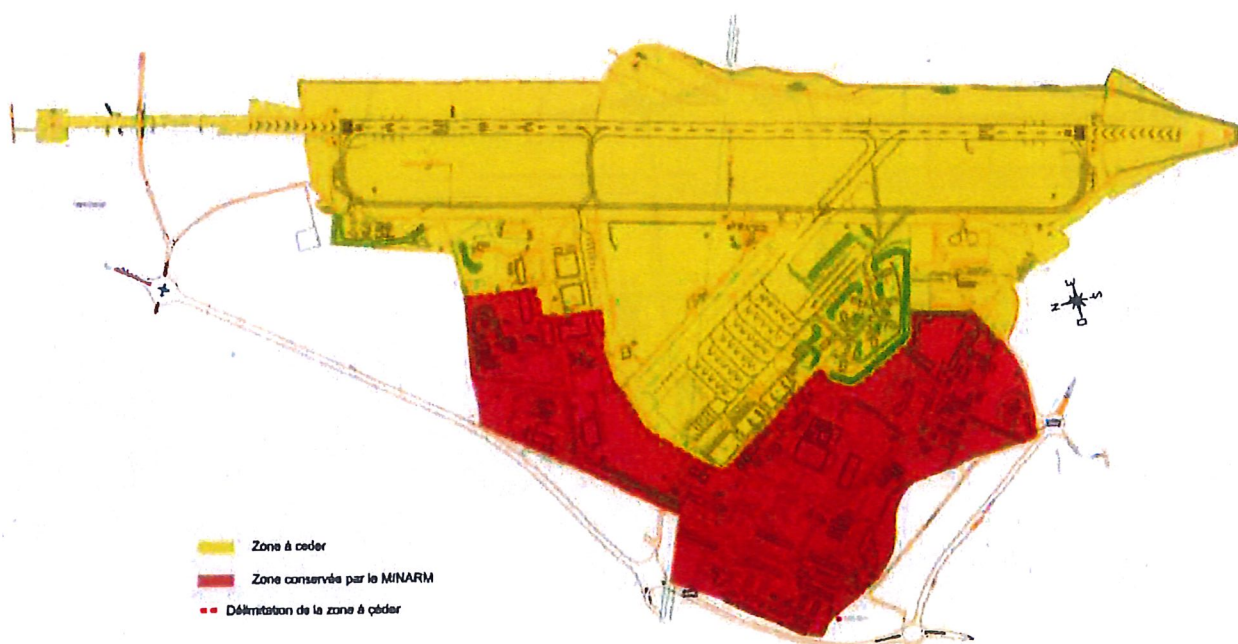 Zone à ceder
Zone conservée par le MINARM
Délimitation de la zone à céder